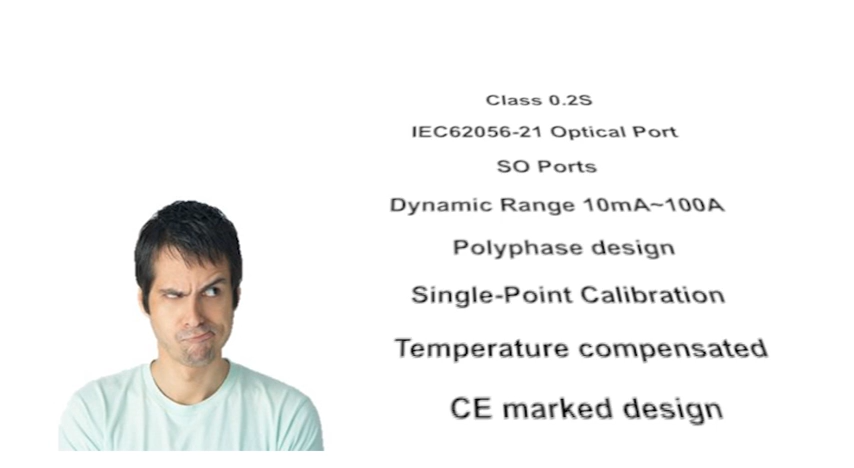 Class 0.2S
IEC62056-21 Optical Port
SO Ports
Dynamic Range 10mA~100A
Polyphase design
Single-Point Calibration
Temperature compensated
CE marked design